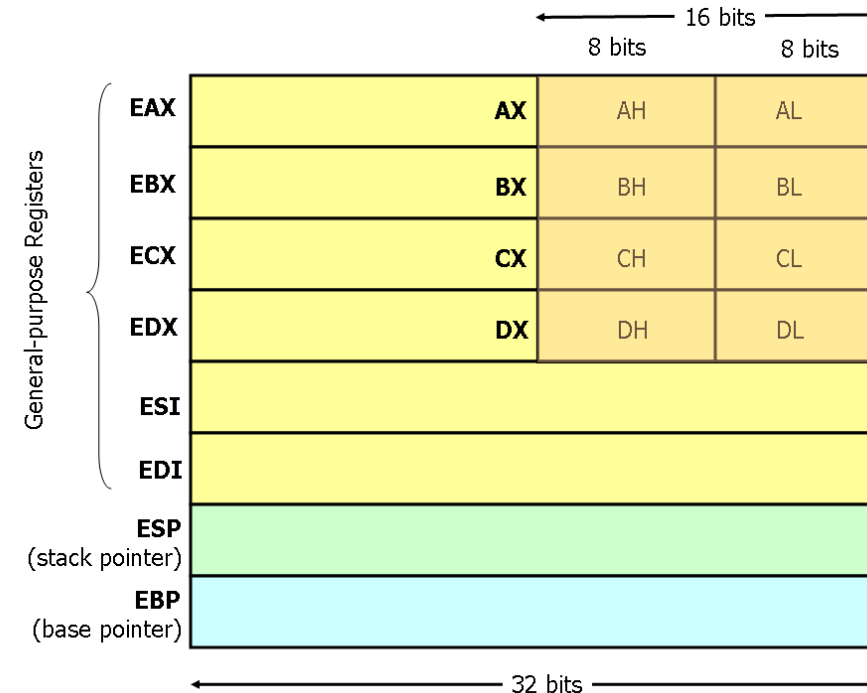 16 bits
8 bits 8 bits
General-purpose Registers
EAX AX AH AL
EBX BX BH BL
ECX CX CH CL
EDX DX DH DL
ESI
EDI
ESP
(stack pointer)
EBP
(base pointer)
32 bits